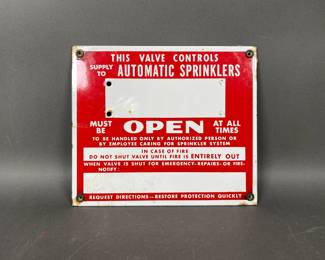 THIS VALVE CONTROLS
SUPPLY TO AUTOMATIC SPRINKLERS
MUST BE OPEN AT ALL TIMES
TO BE HANDLED ONLY BY AUTHORIZED PERSON OR
BY EMPLOYEE CARING FOR SPRINKLER SYSTEM
IN CASE OF FIRE
DO NOT SHUT VALVE UNTIL FIRE IS ENTIRELY OUT
WHEN VALVE IS SHUT FOR EMERGENCY-REPAIRS-OR FIRE-
NOTIFY:
REQUEST DIRECTIONS-RESTORE PROTECTION QUICKLY